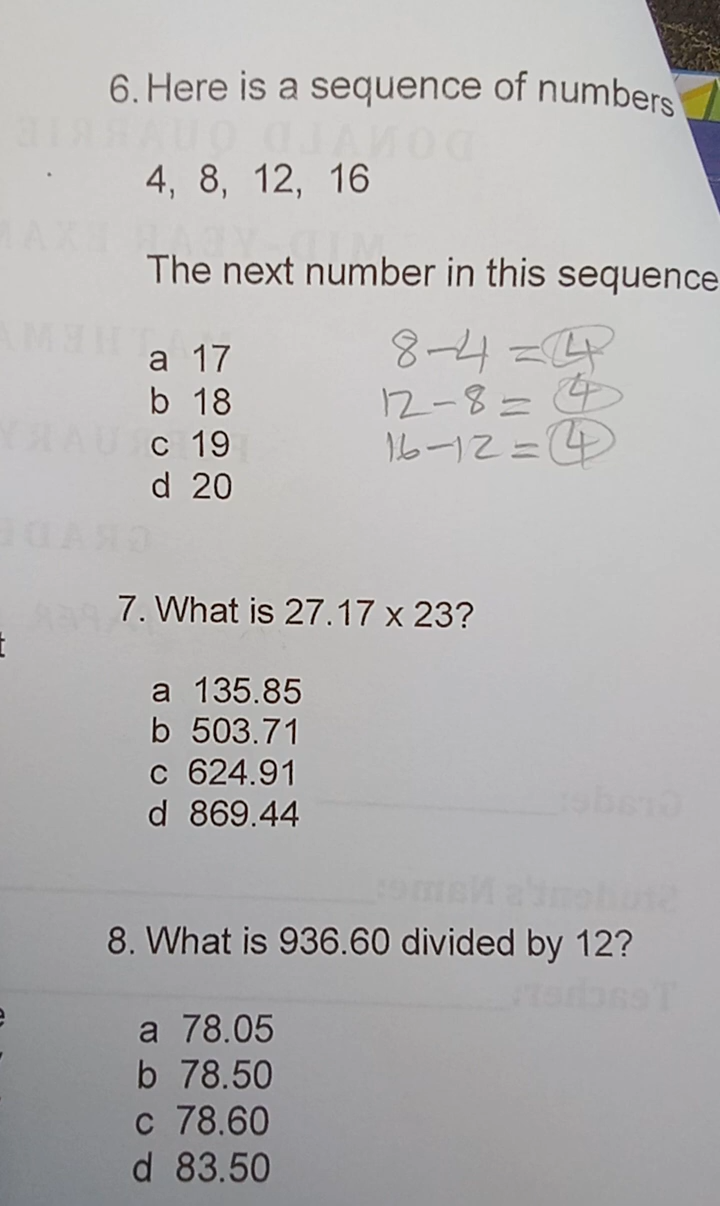 6. Here is a sequence of numbers
4, 8, 12, 16
The next number in this sequence
a 17
b 18
c 19
d 20
8-4=4
12-8=4
16-12=4
7. What is 27.17 x 23?
a 135.85
b 503.71
c 624.91
d 869.44
8. What is 936.60 divided by 12?
a 78.05
b 78.50
c 78.60
d 83.50